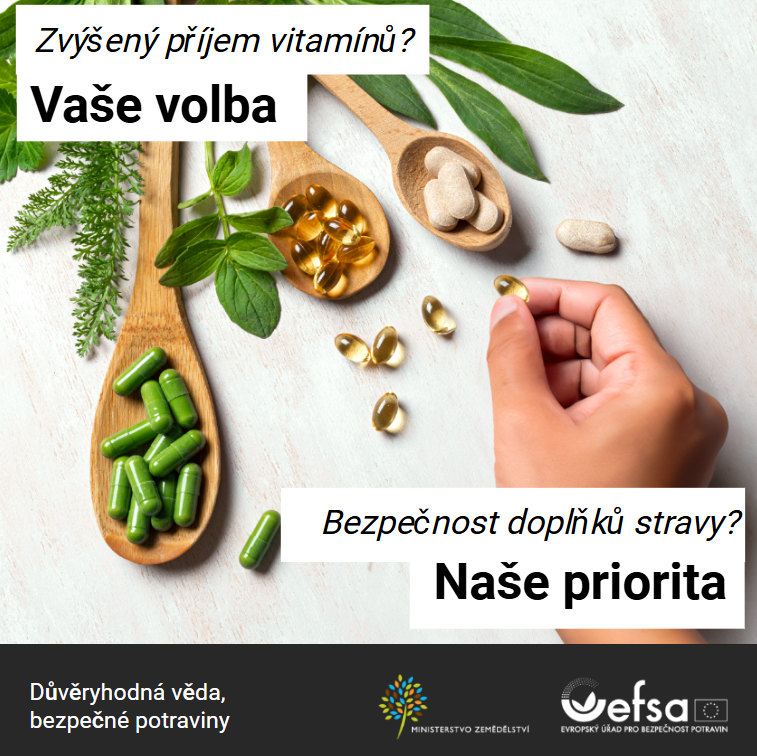 Zvýšený příjem vitamínů?
Vaše volba
Bezpečnost doplňků stravy?
Naše priorita
Důvěryhodná věda,
bezpečné potraviny
MINISTERSTVO ZEMĚDĚLSTVÍ
efsa
EVROPSKÝ ÚŘAD PRO BEZPEČNOST POTRAVIN